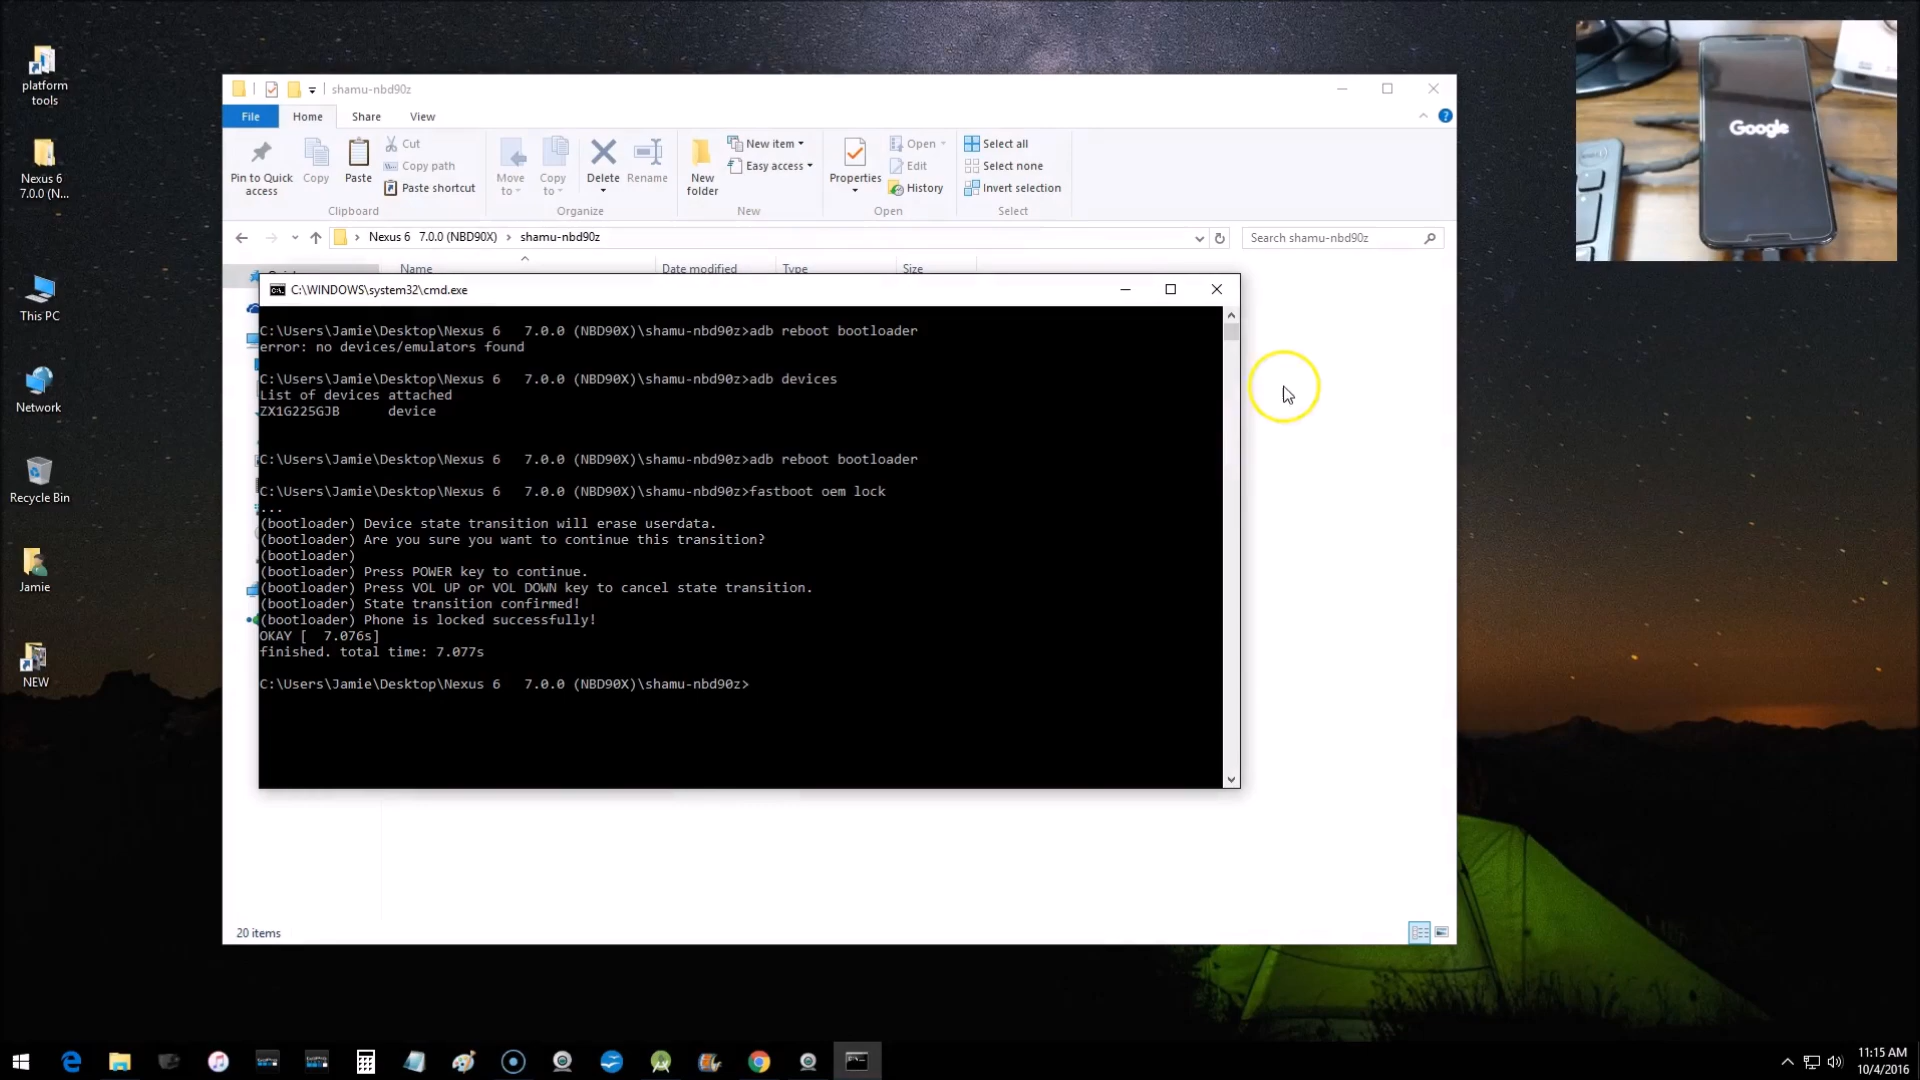 platform
tools
Nexus 6
7.0.0 (N...
This PC
Network
Recycle Bin
Jamie
NEW
shamu-nbd90z
File
Home
Share
View
Pin to Quick
access
Copy
Paste
Cut
Copy path
Paste shortcut
Clipboard
Move
to
Copy
to
Delete
Rename
Organize
New
folder
New item
Easy access
New
Properties
Open
Edit
History
Open
Select all
Select none
Invert selection
Select
Nexus 6   7.0.0 (NBD90X) > shamu-nbd90z
Search shamu-nbd90z
Name
Date modified
Type
Size
C:\WINDOWS\system32\cmd.exe
C:\Users\Jamie\Desktop\Nexus 6   7.0.0 (NBD90X)\shamu-nbd90z>adb reboot bootloader
error: no devices/emulators found
C:\Users\Jamie\Desktop\Nexus 6   7.0.0 (NBD90X)\shamu-nbd90z>adb devices
List of devices attached
ZX1G225GJB      device
C:\Users\Jamie\Desktop\Nexus 6   7.0.0 (NBD90X)\shamu-nbd90z>adb reboot bootloader
C:\Users\Jamie\Desktop\Nexus 6   7.0.0 (NBD90X)\shamu-nbd90z>fastboot oem lock
...
(bootloader) Device state transition will erase userdata.
(bootloader) Are you sure you want to continue this transition?
(bootloader)
(bootloader) Press POWER key to continue.
(bootloader) Press VOL UP or VOL DOWN key to cancel state transition.
(bootloader) State transition confirmed!
(bootloader) Phone is locked successfully!
OKAY [  7.076s]
finished. total time: 7.077s
C:\Users\Jamie\Desktop\Nexus 6   7.0.0 (NBD90X)\shamu-nbd90z>
20 items
Google
11:15 AM
10/4/2016